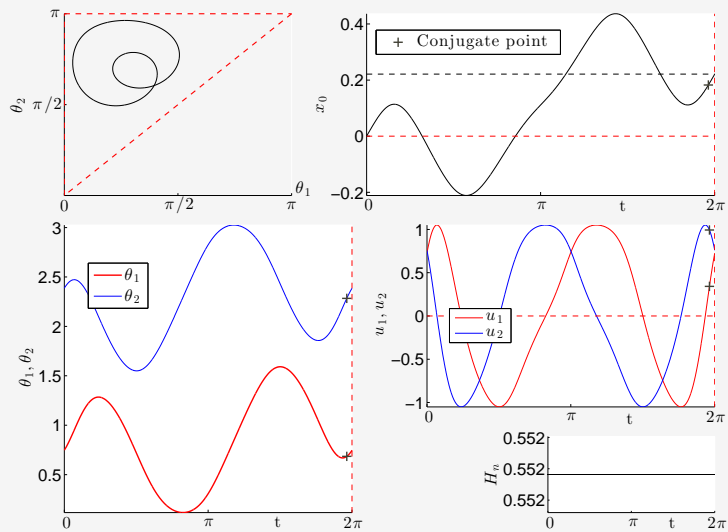 π
θ₂
π/2
0
π/2
π
θ₁
0.4
0.2
0
-0.2
x₀
+ Conjugate point
π
t
2π
3
2.5
2
1.5
1
0.5
θ₁, θ₂
θ₁
θ₂
0
π
t
2π
1
0.5
0
-0.5
-1
u₁, u₂
u₁
u₂
0
π
t
2π
0.552
0.552
0.552
Hₙ
0
π
t
2π